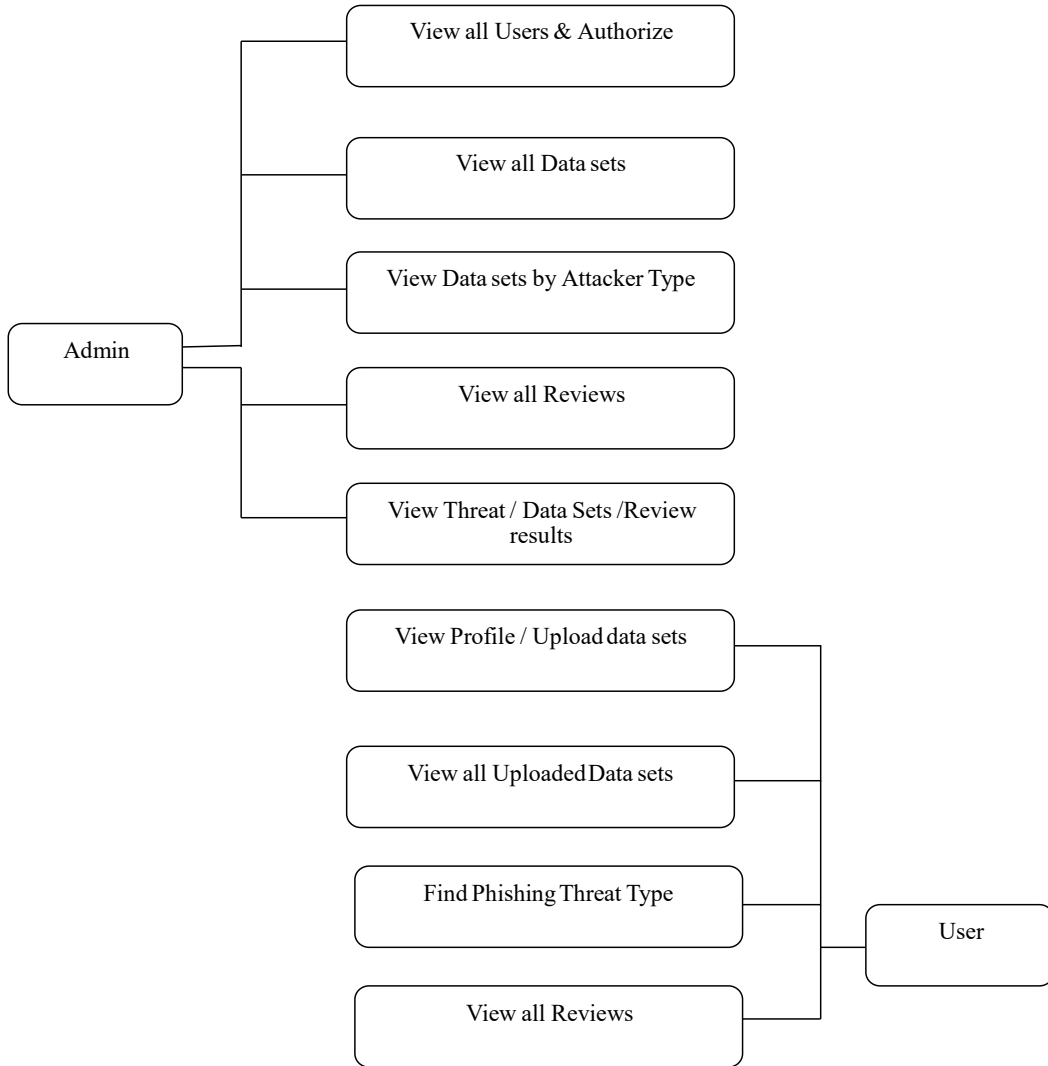 View all Users & Authorize
View all Data sets
View Data sets by Attacker Type
Admin
View all Reviews
View Threat / Data Sets /Review
results
View Profile / Upload data sets
View all Uploaded Data sets
Find Phishing Threat Type
User
View all Reviews